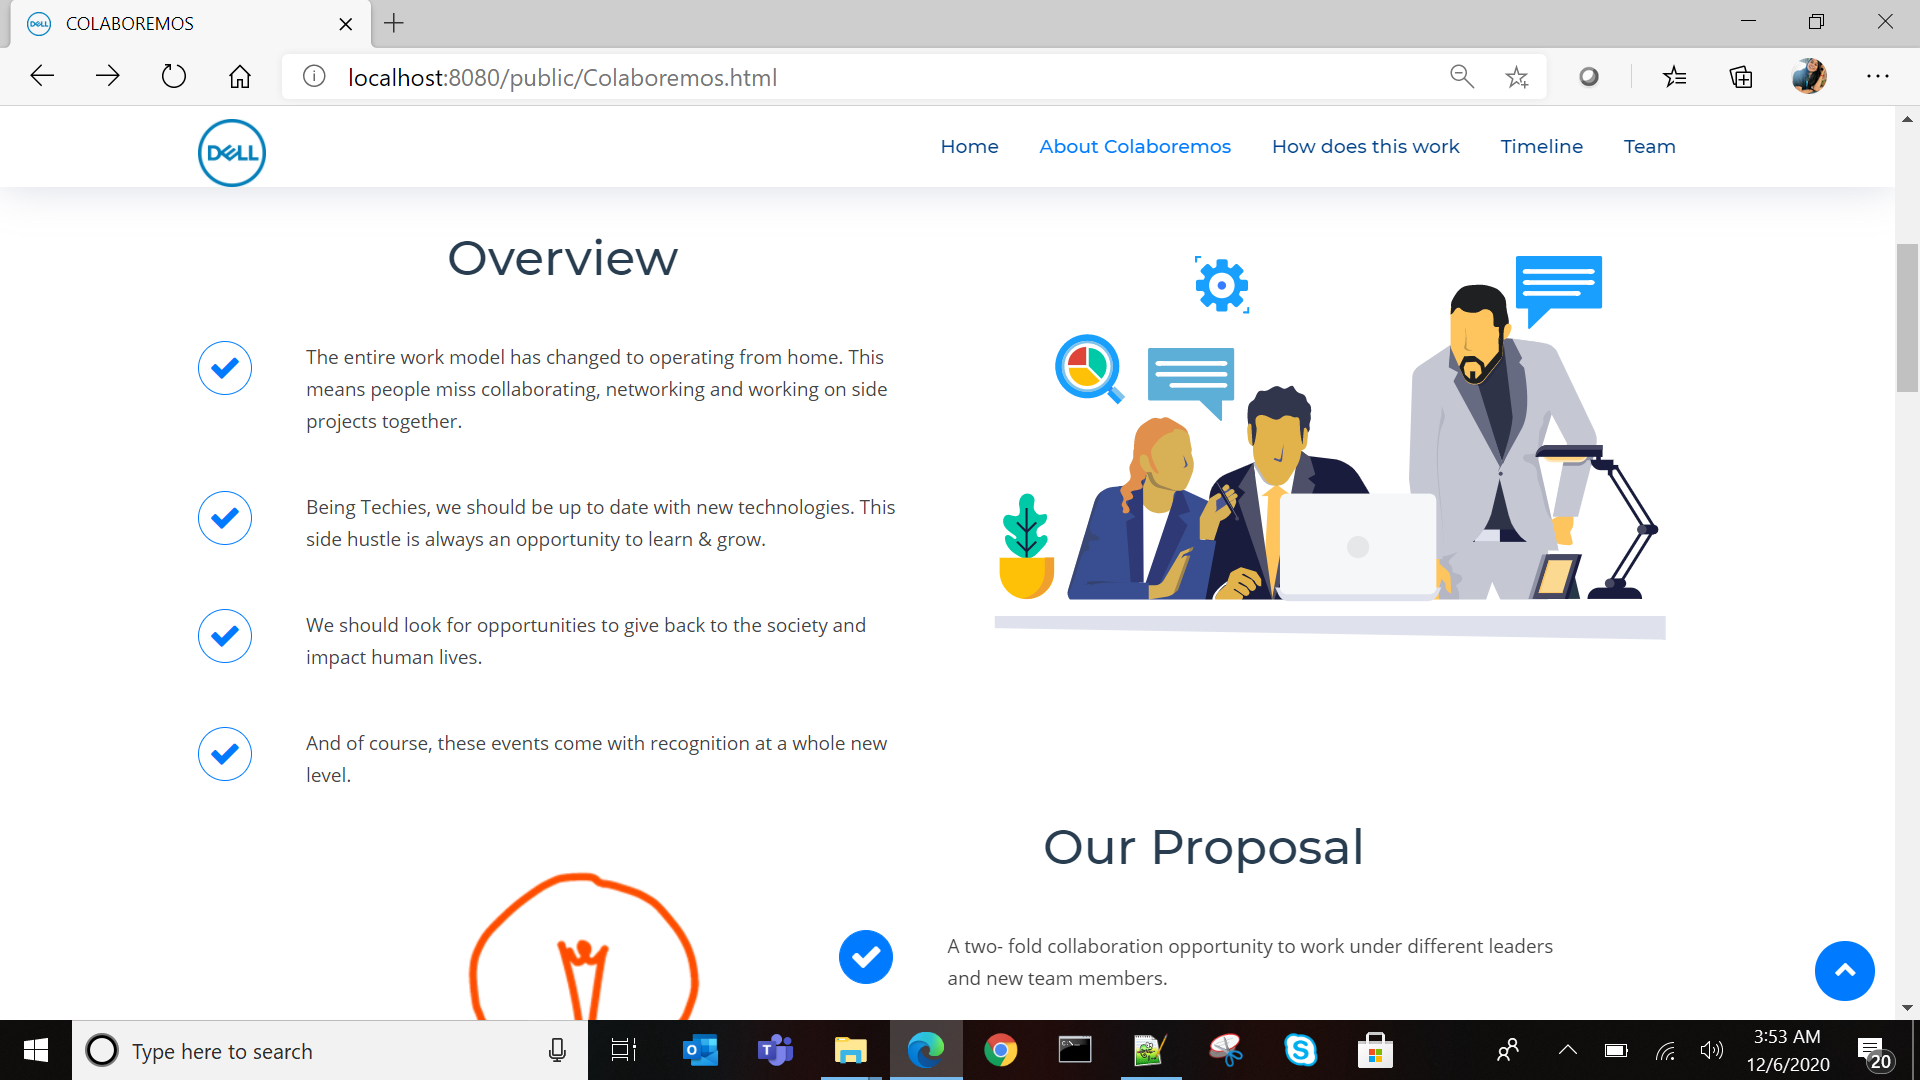 DELL COLABOREMOS
localhost:8080/public/Colaboremos.html
DELL
Home About Colaboremos How does this work Timeline Team
Overview
The entire work model has changed to operating from home. This
means people miss collaborating, networking and working on side
projects together.
Being Techies, we should be up to date with new technologies. This
side hustle is always an opportunity to learn & grow.
We should look for opportunities to give back to the society and
impact human lives.
And of course, these events come with recognition at a whole new
level.
Our Proposal
A two- fold collaboration opportunity to work under different leaders
and new team members.
Type here to search
3:53 AM
12/6/2020
20